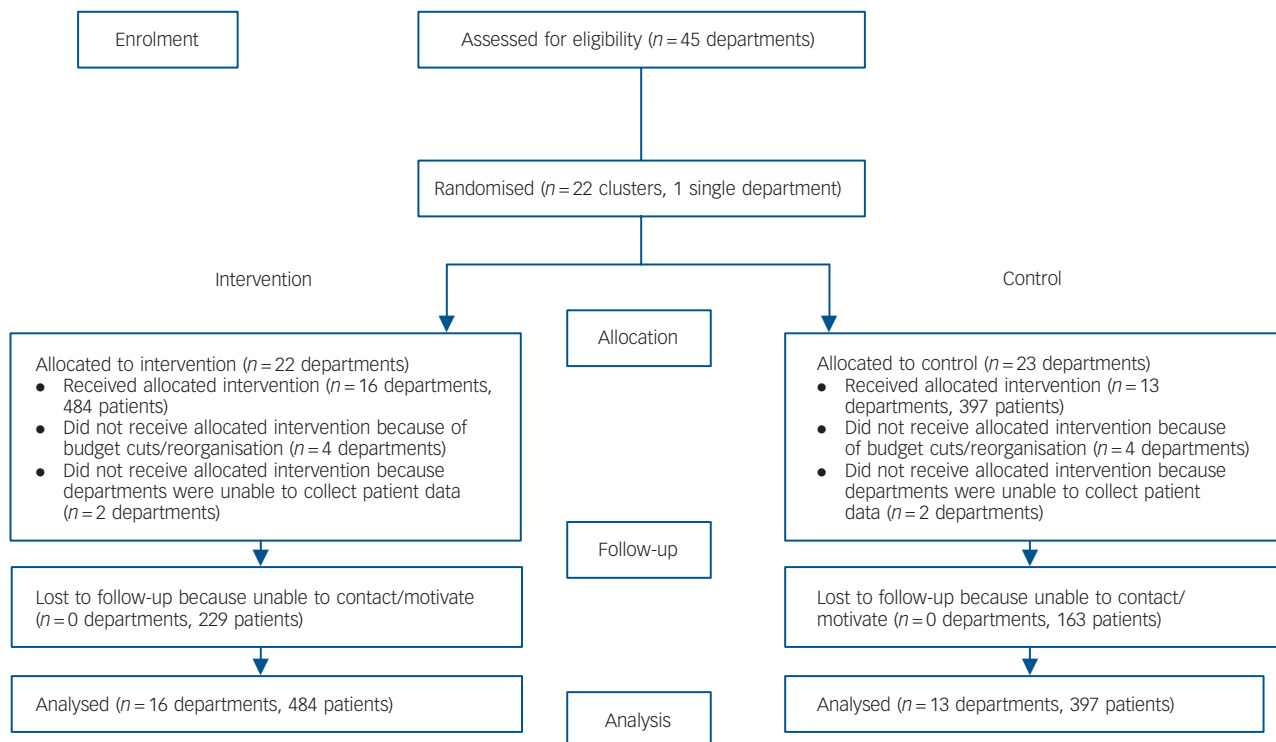 Enrolment
Assessed for eligibility (n = 45 departments)
Randomised (n = 22 clusters, 1 single department)
Intervention
Control
Allocation
Allocated to intervention (n = 22 departments)
● Received allocated intervention (n = 16 departments,
484 patients)
● Did not receive allocated intervention because of
budget cuts/reorganisation (n = 4 departments)
● Did not receive allocated intervention because
departments were unable to collect patient data
(n = 2 departments)
Allocated to control (n = 23 departments)
● Received allocated intervention (n = 13
departments, 397 patients)
● Did not receive allocated intervention because
of budget cuts/reorganisation (n = 4 departments)
● Did not receive allocated intervention because
departments were unable to collect patient
data (n = 2 departments)
Follow-up
Lost to follow-up because unable to contact/motivate
(n = 0 departments, 229 patients)
Lost to follow-up because unable to contact/
motivate (n = 0 departments, 163 patients)
Analysed (n = 16 departments, 484 patients)
Analysed (n = 13 departments, 397 patients)
Analysis